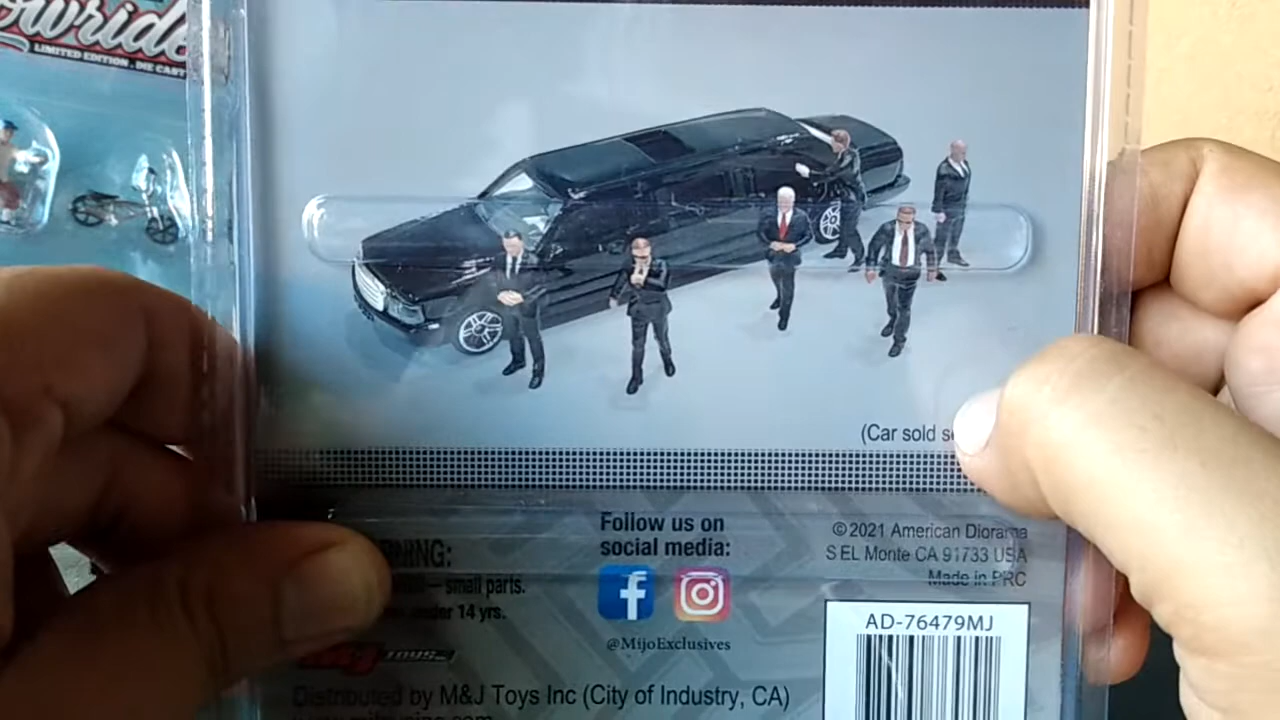 LIMITED EDITION . DIE CAST
(Car sold
Follow us on
social media:
©2021 American Diorama
S EL Monte CA 91733 USA
Made in PRC
small parts.
under 14 yrs.
@MijoExclusives
AD-76479MJ
TOYS
Distributed by M&J Toys Inc (City of Industry, CA)